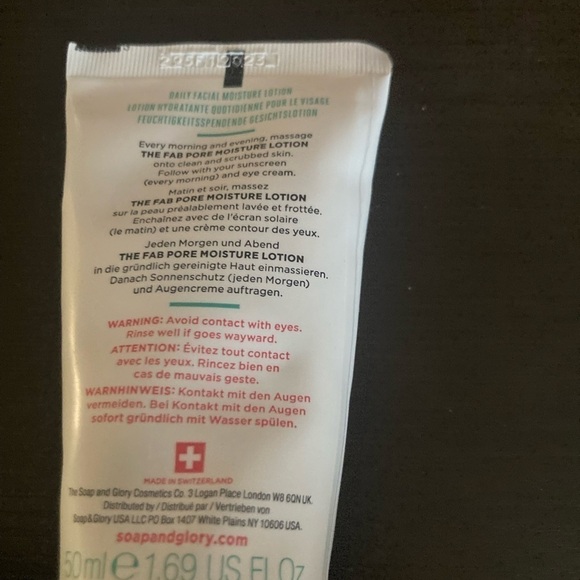 DAILY FACIAL MOISTURE LOTION
LOTION HYDRATANTE QUOTIDIENNE POUR LE VISAGE
FEUCHTIGKEITSSPENDENDE GESICHTSLOTION
Every morning and evening, massage
THE FAB PORE MOISTURE LOTION
onto clean and scrubbed skin.
Follow with your sunscreen
(every morning) and eye cream.
Matin et soir, massez
THE FAB PORE MOISTURE LOTION
sur la peau préalablement lavée et frottée.
Enchaînez avec de l'écran solaire
(le matin) et une crème contour des yeux.
Jeden Morgen und Abend
THE FAB PORE MOISTURE LOTION
in die gründlich gereinigte Haut einmassieren.
Danach Sonnenschutz (jeden Morgen)
und Augencreme auftragen.
WARNING: Avoid contact with eyes.
Rinse well if goes wayward.
ATTENTION: Évitez tout contact
avec les yeux. Rincez bien en
cas de mauvais geste.
WARNHINWEIS: Kontakt mit den Augen
vermeiden. Bei Kontakt mit den Augen
sofort gründlich mit Wasser spülen.
MADE IN SWITZERLAND
The Soap and Glory Cosmetics Co. 3 Logan Place London W8 6QN UK.
Distributed by / Distribué par / Vertrieben von
Soap & Glory USA LLC PO Box 1407 White Plains NY 10606 USA.
soapandglory.com
50ml e 1.69 US Fl Oz